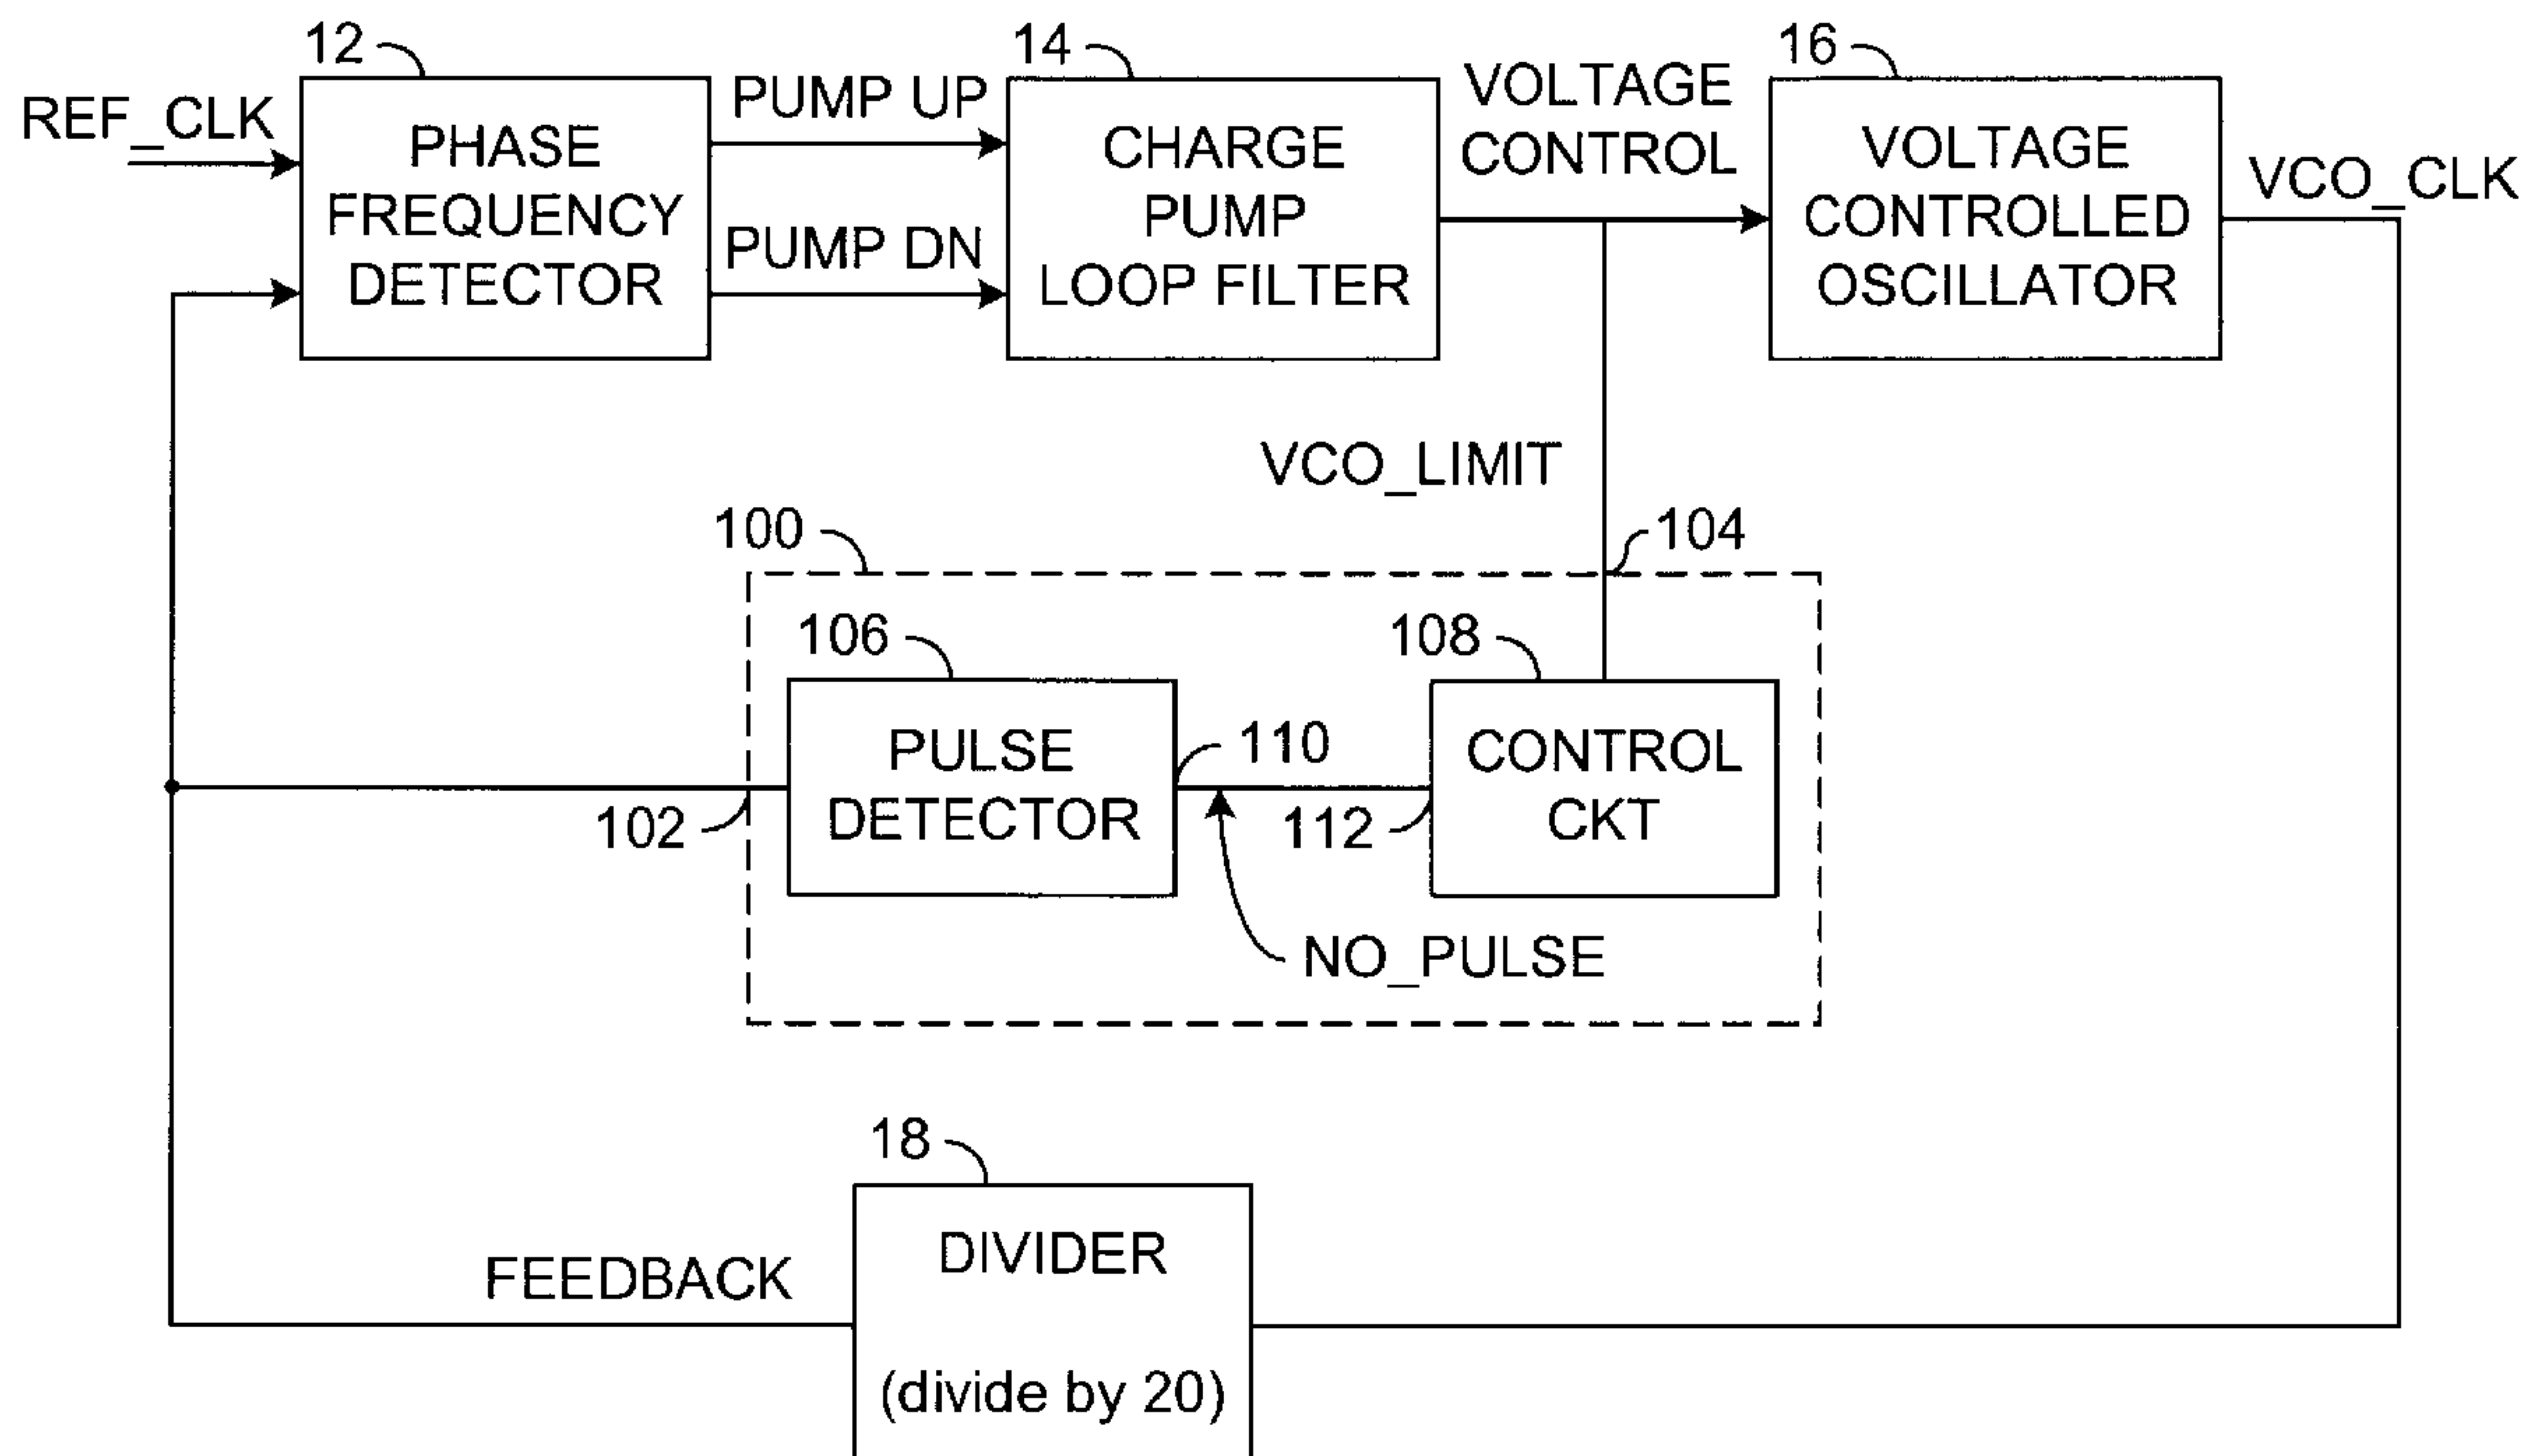 12
14
16
REF_CLK
PHASE
FREQUENCY
DETECTOR
PUMP UP
PUMP DN
CHARGE
PUMP
LOOP FILTER
VOLTAGE
CONTROL
VOLTAGE
CONTROLLED
OSCILLATOR
VCO_CLK
VCO_LIMIT
100
104
106
108
PULSE
DETECTOR
110
CONTROL
CKT
102
112
NO_PULSE
18
DIVIDER
(divide by 20)
FEEDBACK